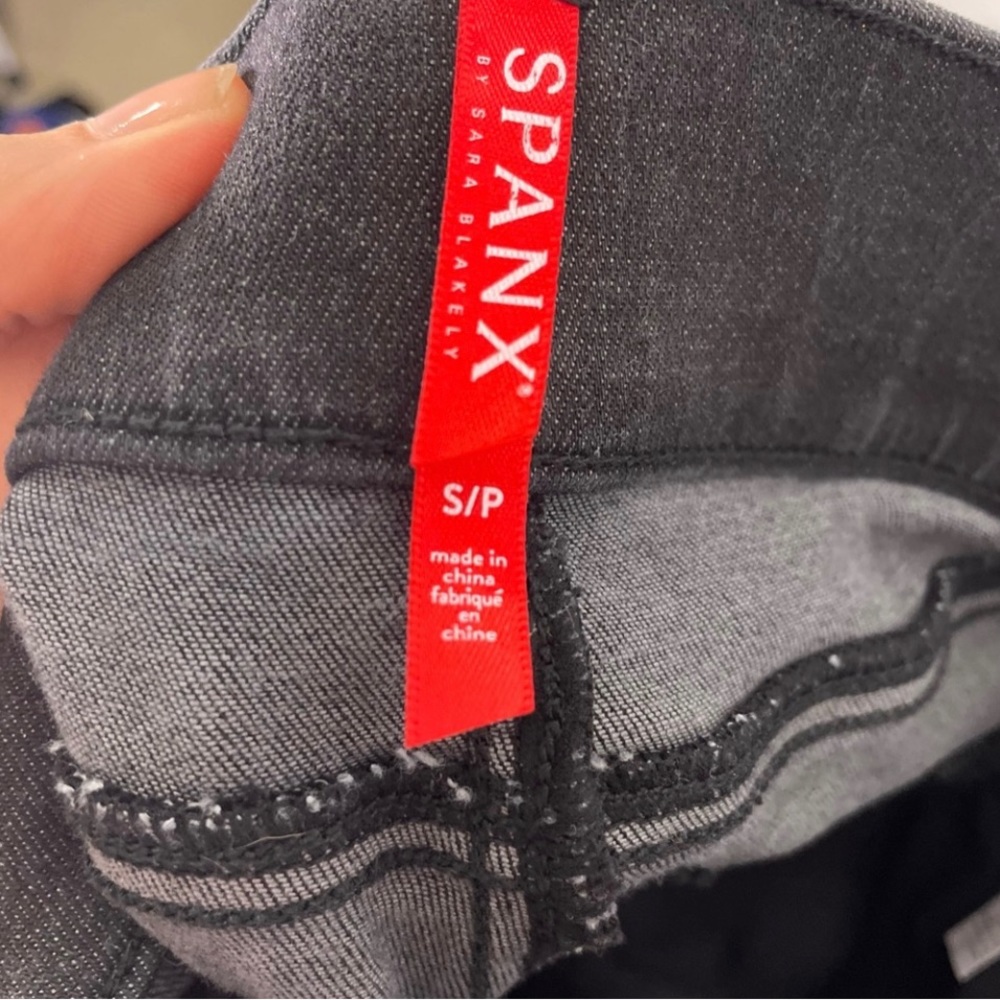 SPANX®
BY SARA BLAKELY
S/P
made in
china
fabriqué
en
chine